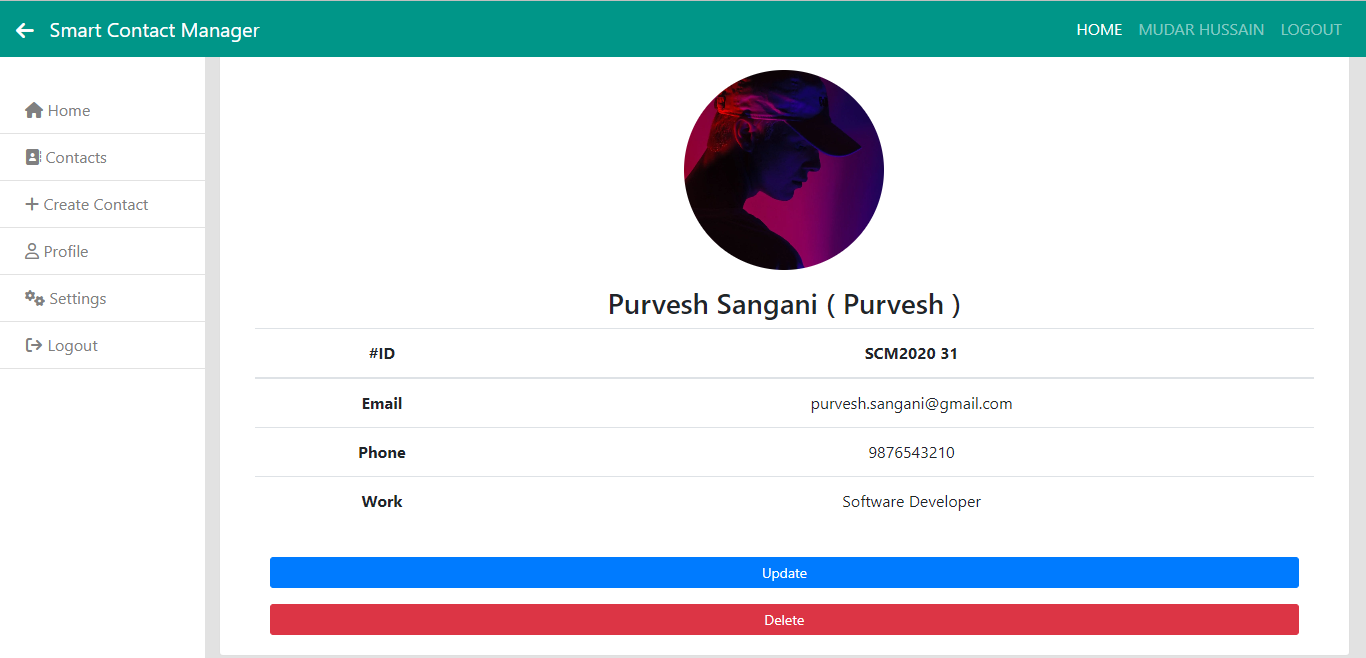 Smart Contact Manager
HOME MUDAR HUSSAIN LOGOUT
Home
Contacts
Create Contact
Profile
Settings
Logout
Purvesh Sangani ( Purvesh )
#ID SCM2020 31
Email purvesh.sangani@gmail.com
Phone 9876543210
Work Software Developer
Update
Delete